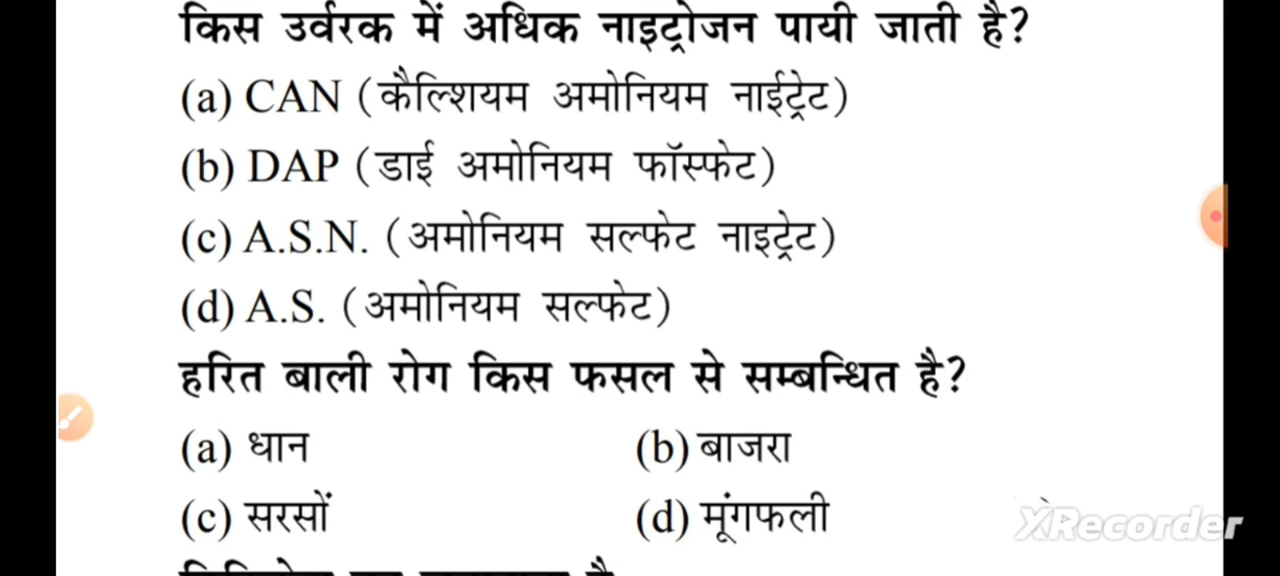 किस उर्वरक में अधिक नाइट्रोजन पायी जाती है?
(a) CAN (कैल्शियम अमोनियम नाईट्रेट)
(b) DAP (डाई अमोनियम फॉस्फेट)
(c) A.S.N. (अमोनियम सल्फेट नाइट्रेट)
(d) A.S. (अमोनियम सल्फेट)
हरित बाली रोग किस फसल से सम्बन्धित है?
(a) धान (b) बाजरा
(c) सरसों (d) मूंगफली
XRecorder